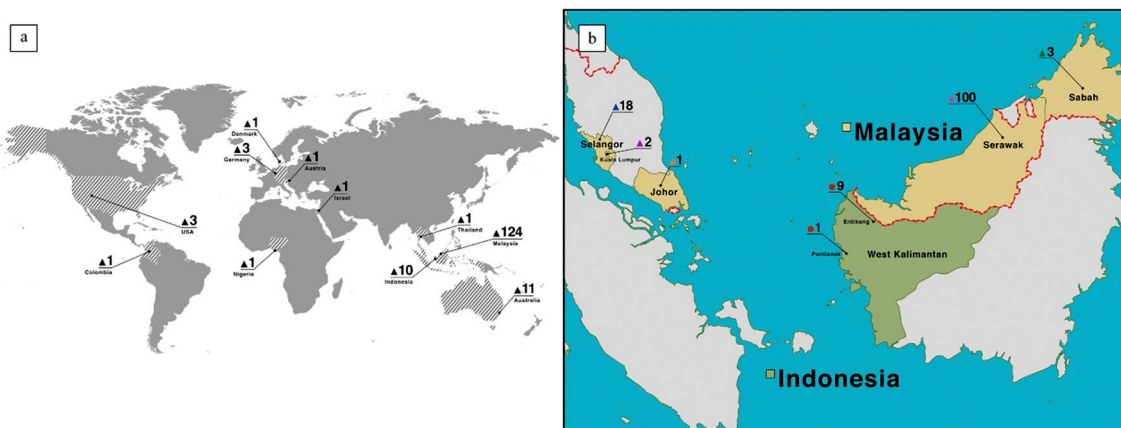 a
▲1
Denmark
▲3
Germany
▲1
Austria
▲1
Israel
▲3
USA
▲1
Thailand
▲124
Malaysia
▲1
Colombia
▲1
Nigeria
▲10
Indonesia
▲11
Australia
b
▲3
Sabah
100
Serawak
▲18
Selangor
▲2
Kuala Lumpur
Malaysia
▲1
Johor
●9
Entikong
●1
Pontianak
West Kalimantan
Indonesia